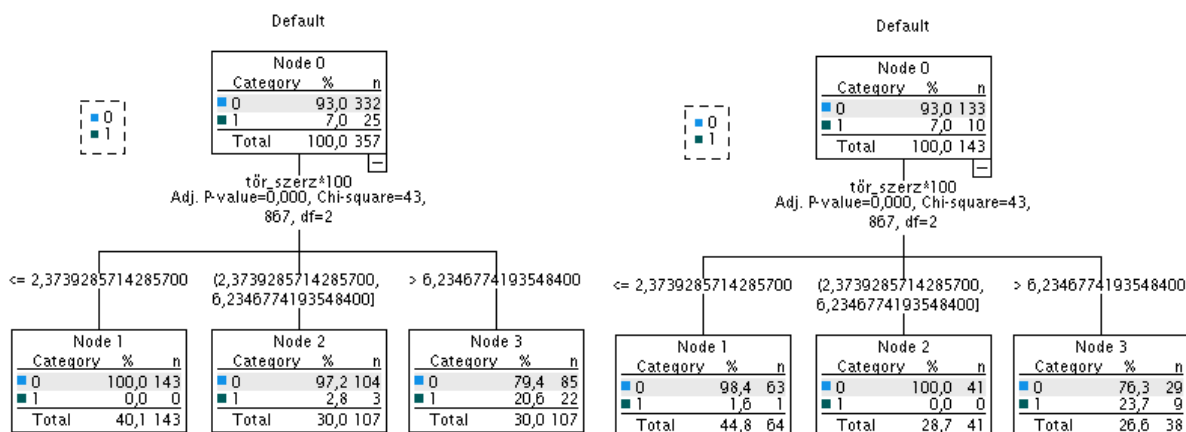 Default
Node 0
Category % n
0 93,0 332
1 7,0 25
Total 100,0 357
0
1
tör_szerz*100
Adj. P-value=0,000, Chi-square=43,
867, df=2
<= 2,3739285714285700
(2,3739285714285700,
6,2346774193548400]
> 6,2346774193548400
Node 1
Category % n
0 100,0 143
1 0,0 0
Total 40,1 143
Node 2
Category % n
0 97,2 104
1 2,8 3
Total 30,0 107
Node 3
Category % n
0 79,4 85
1 20,6 22
Total 30,0 107
Default
Node 0
Category % n
0 93,0 133
1 7,0 10
Total 100,0 143
0
1
tör_szerz*100
Adj. P-value=0,000, Chi-square=43,
867, df=2
<= 2,3739285714285700
(2,3739285714285700,
6,2346774193548400]
> 6,2346774193548400
Node 1
Category % n
0 98,4 63
1 1,6 1
Total 44,8 64
Node 2
Category % n
0 100,0 41
1 0,0 0
Total 28,7 41
Node 3
Category % n
0 76,3 29
1 23,7 9
Total 26,6 38